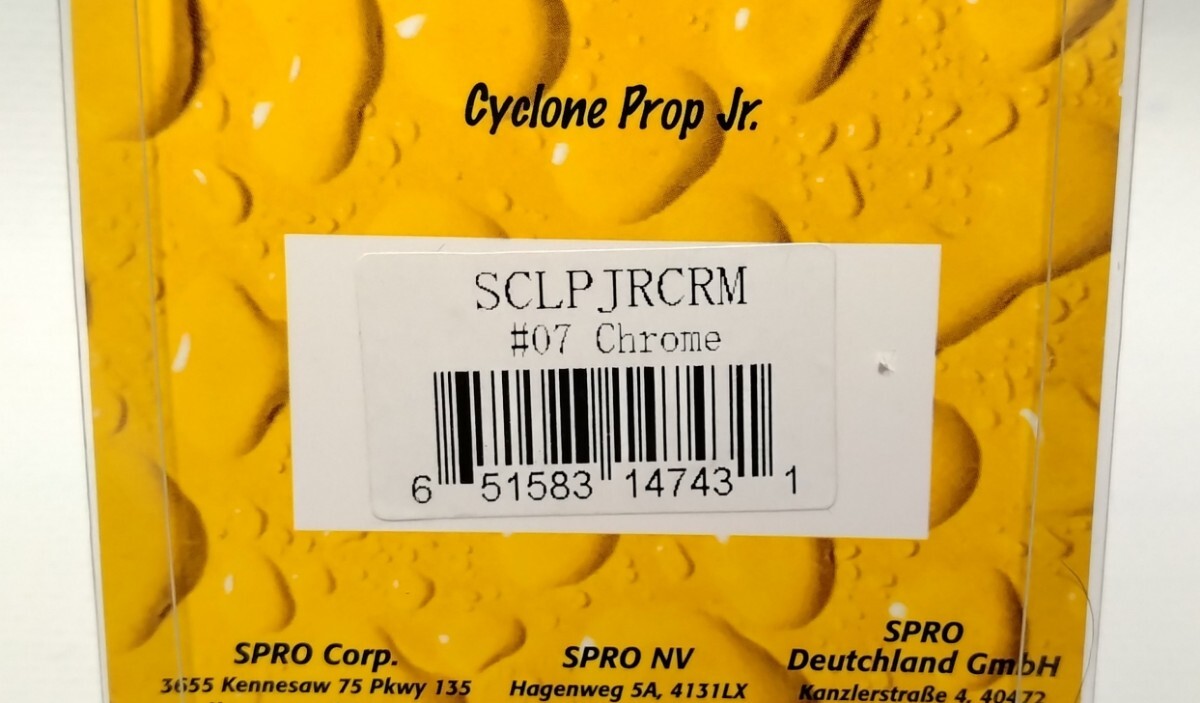 Cyclone Prop Jr.
SCLPJRCRM
#07 Chrome
6 51583 14743 1
SPRO Corp.
3655 Kennesaw 75 Pkwy 135
SPRO NV
Hagenweg 5A, 4131LX
SPRO
Deutchland GmbH
Kanzlerstraße 4, 40472